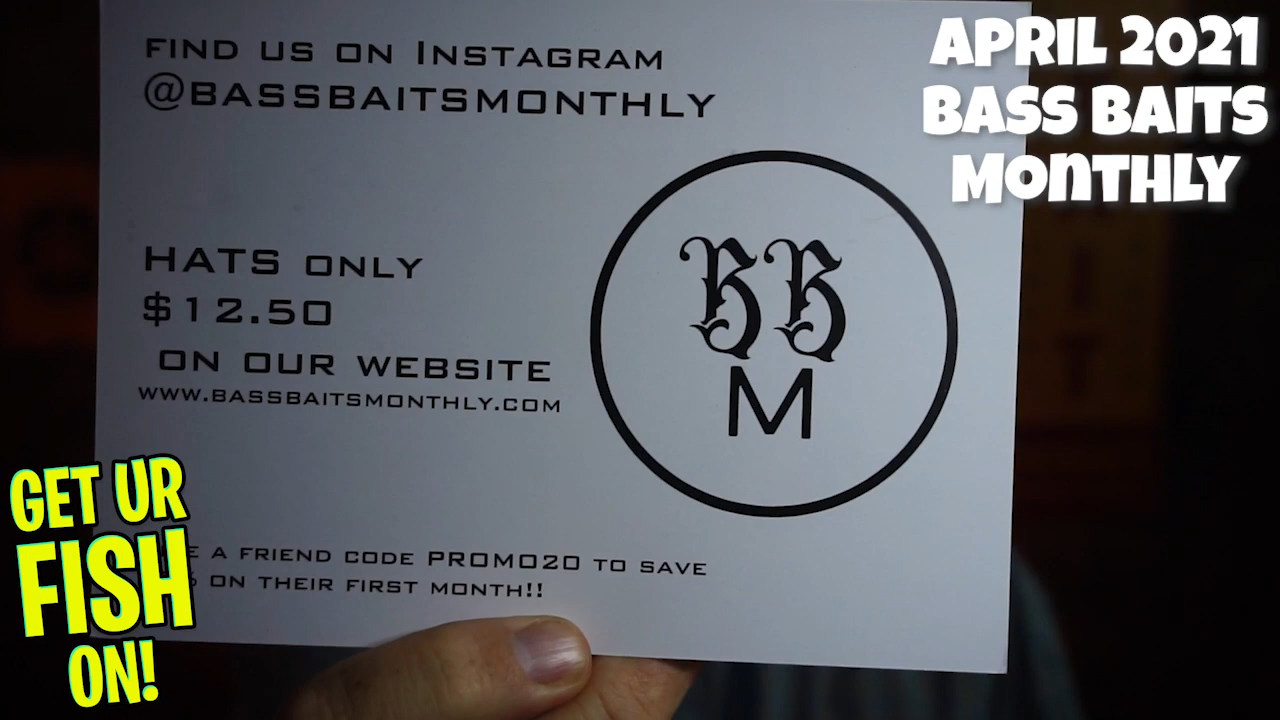 FIND US ON INSTAGRAM
@BASSBAITSMONTHLY
HATS ONLY
$12.50
ON OUR WEBSITE
WWW.BASSBAITSMONTHLY.COM
A FRIEND CODE PROMO20 TO SAVE
ON THEIR FIRST MONTH!!
BB
M
APRIL 2021
BASS BAITS
MONTHLY
GET UR
FISH
ON!